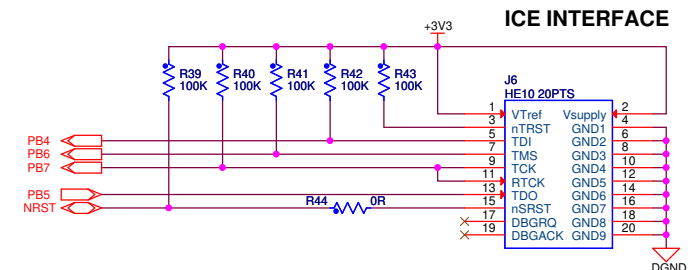 ICE INTERFACE
+3V3
J6
HE10 20PTS
R39
100K
R40
100K
R41
100K
R42
100K
R43
100K
1 VTref Vsupply 2
3 nTRST GND1 4
PB4 5 TDI GND2 6
PB6 7 TMS GND3 8
PB7 9 TCK GND4 10
11 RTCK GND5 12
PB5 13 TDO GND6 14
NRST R44 0R 15 nSRST GND7 16
17 DBGRQ GND8 18
19 DBGACK GND9 20
DGND